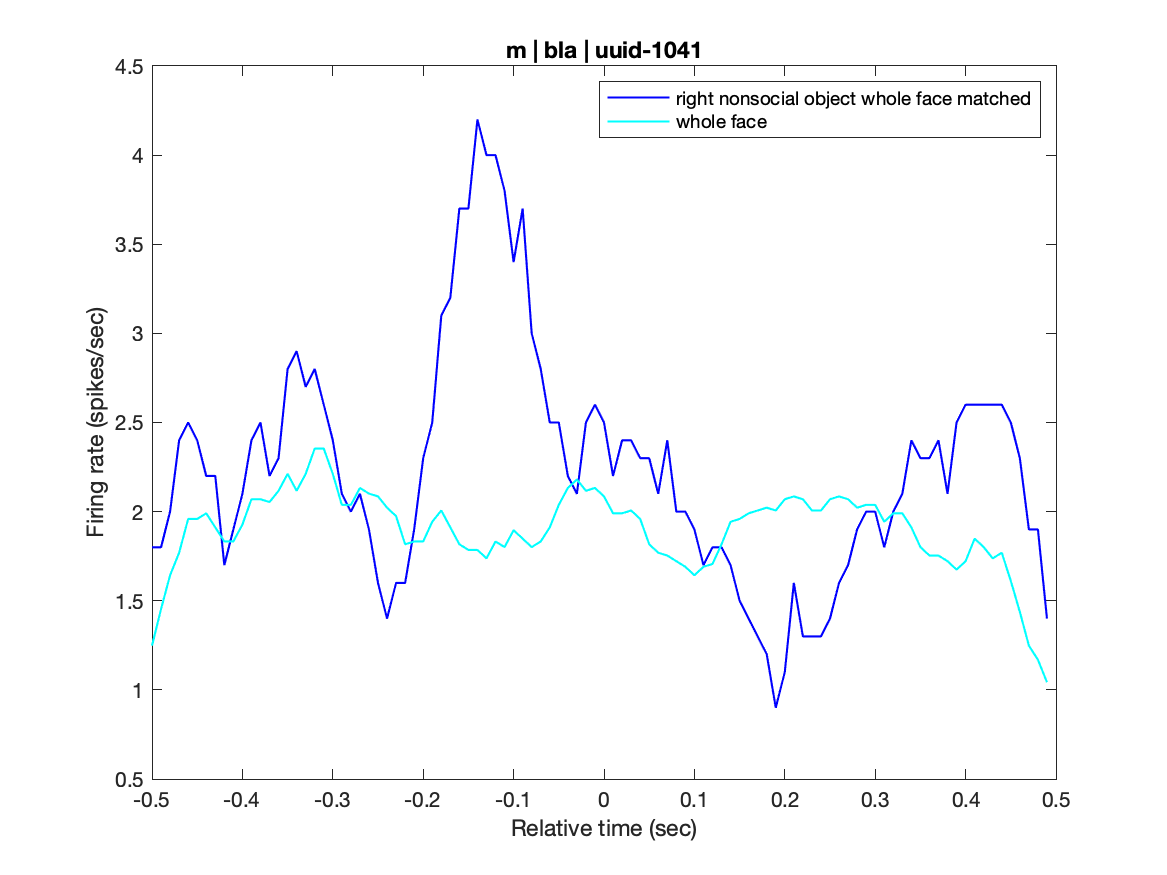 m | bla | uuid-1041
right nonsocial object whole face matched
whole face
4.5
4
3.5
3
2.5
2
1.5
1
0.5
Firing rate (spikes/sec)
-0.5 -0.4 -0.3 -0.2 -0.1 0 0.1 0.2 0.3 0.4 0.5
Relative time (sec)